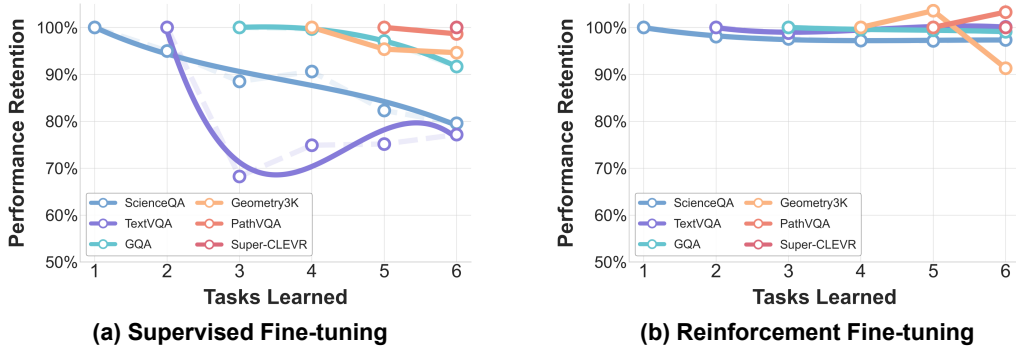 Performance Retention
100%
90%
80%
70%
60%
50%
ScienceQA
TextVQA
GQA
Geometry3K
PathVQA
Super-CLEVR
1 2 3 4 5 6
Tasks Learned
(a) Supervised Fine-tuning
Performance Retention
100%
90%
80%
70%
60%
50%
ScienceQA
TextVQA
GQA
Geometry3K
PathVQA
Super-CLEVR
1 2 3 4 5 6
Tasks Learned
(b) Reinforcement Fine-tuning